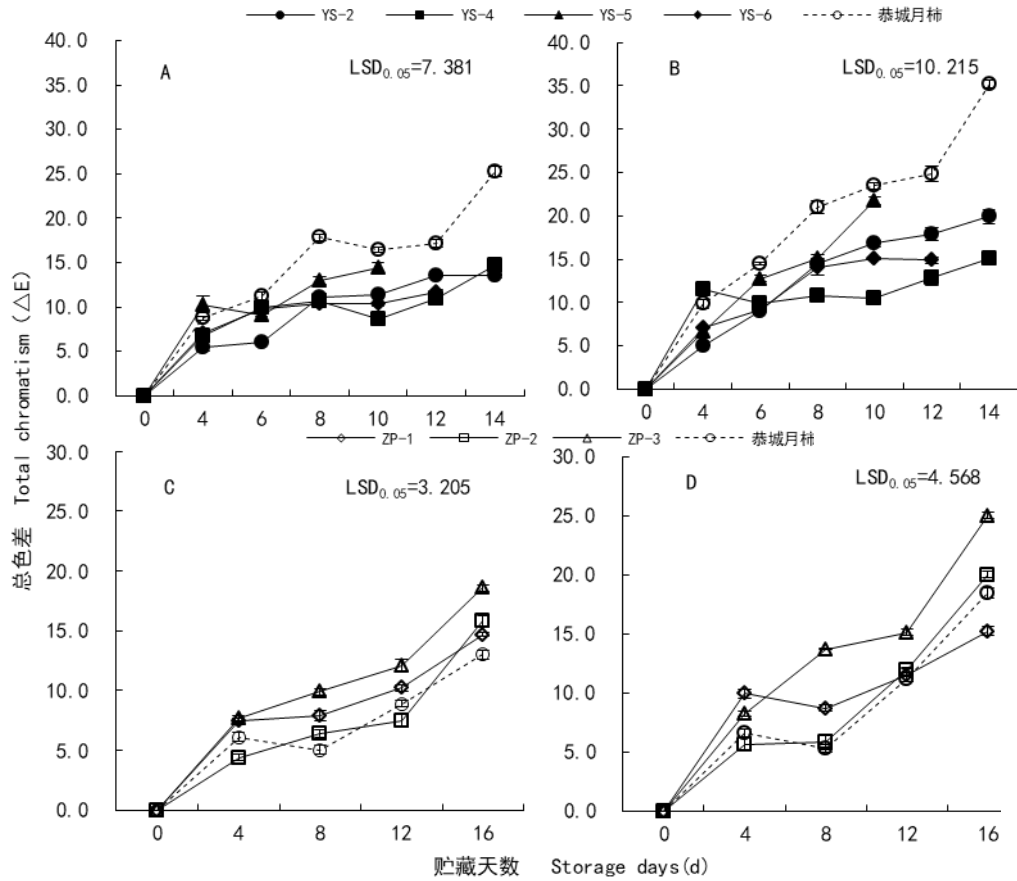 YS-2 YS-4 YS-5 YS-6 恭城月柿
40.0 40.0
A LSD0.05=7.381 B LSD0.05=10.215
35.0 35.0
30.0 30.0
25.0 25.0
20.0 20.0
15.0 15.0
10.0 10.0
5.0 5.0
0.0 0.0
0 4 6 8 10 12 14 0 4 6 8 10 12 14
ZP-1 ZP-2 ZP-3 恭城月柿
30.0 30.0
C LSD0.05=3.205 D LSD0.05=4.568
25.0 25.0
20.0 20.0
15.0 15.0
10.0 10.0
5.0 5.0
0.0 0.0
0 4 8 12 16 0 4 8 12 16
总色差 Total chromatism (△E)
贮藏天数 Storage days(d)